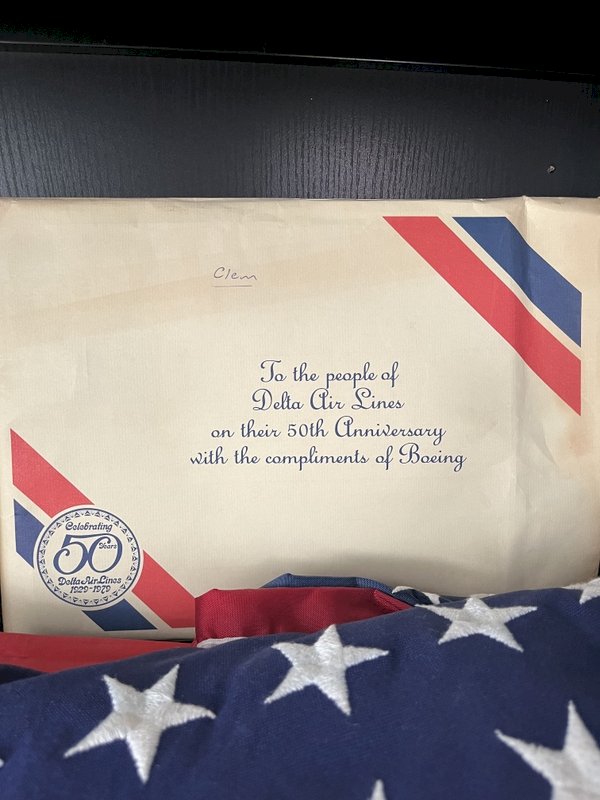 Clem
To the people of
Delta Air Lines
on their 50th Anniversary
with the compliments of Boeing
Celebrating
50 Years
Delta Air Lines
1929-1979